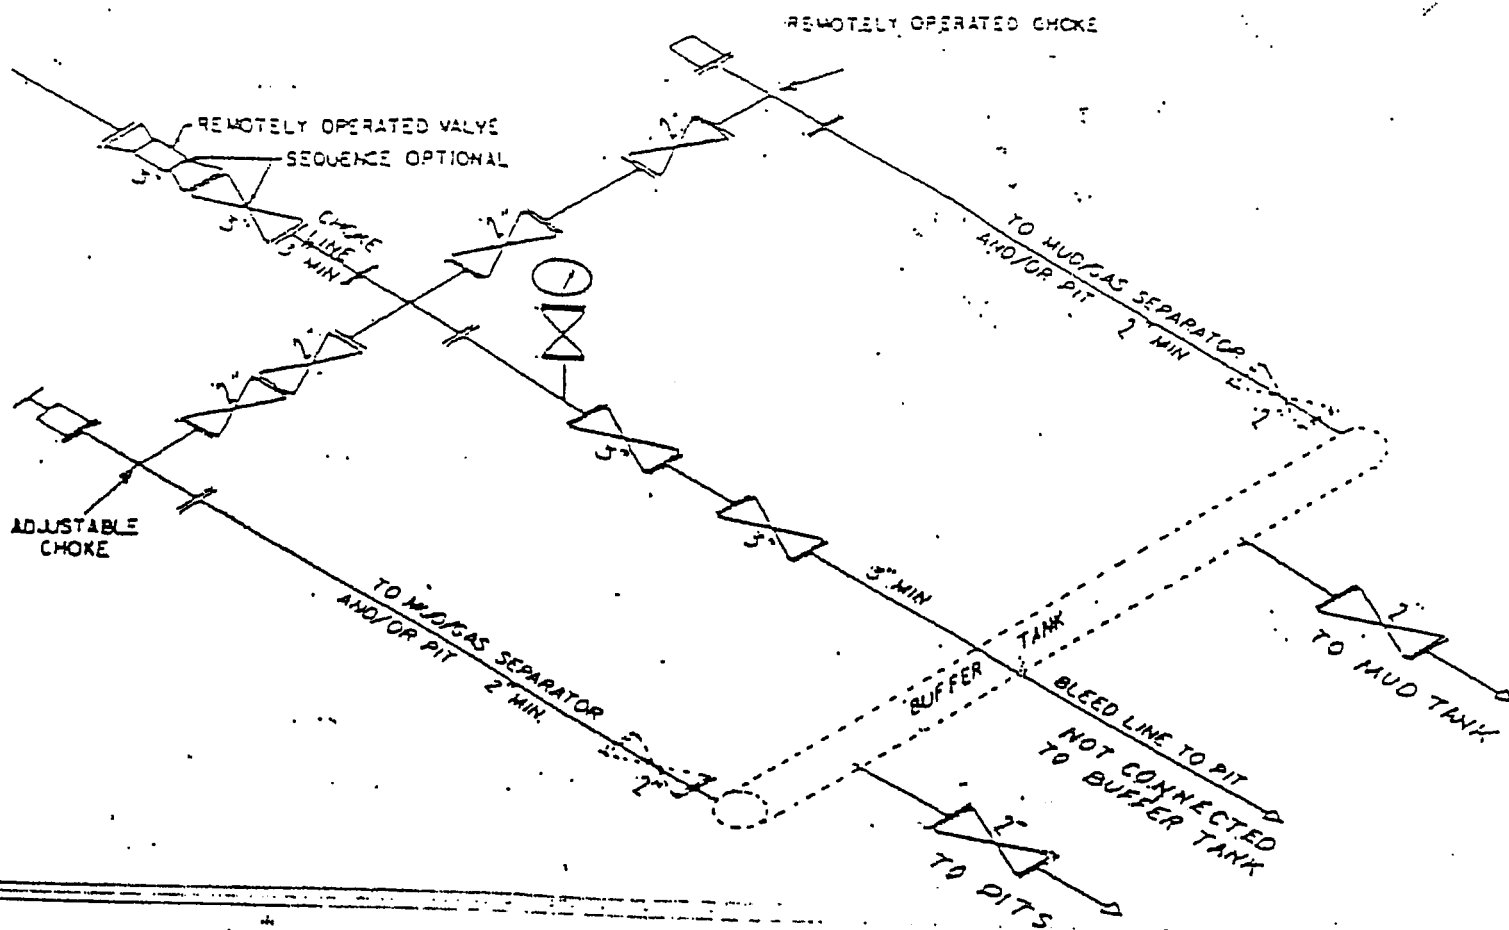 REMOTELY OPERATED CHOKE
REMOTELY OPERATED VALVE
SEQUENCE OPTIONAL
3"
3"
CHOKE
LINE
3 MIN
2"
2"
2"
2"
ADJUSTABLE
CHOKE
TO MUD/GAS SEPARATOR
AND/OR PIT
2" MIN
2"
3"
3"
3" MIN
BUFFER TANK
TO MUD/GAS SEPARATOR
AND/OR PIT
2" MIN.
2"
BLEED LINE TO PIT
NOT CONNECTED
TO BUFFER TANK
2"
TO MUD TANK
2"
TO PITS